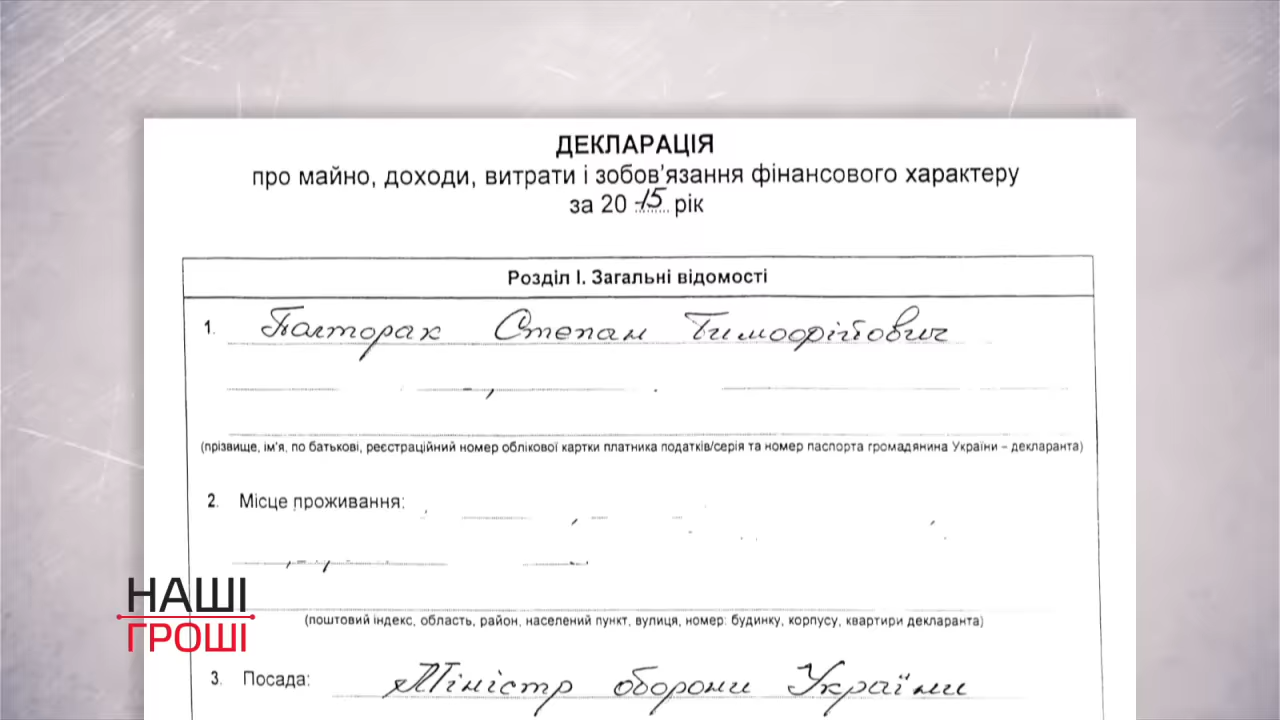 ДЕКЛАРАЦІЯ
про майно, доходи, витрати і зобов'язання фінансового характеру
за 20 15 рік
Розділ І. Загальні відомості
1. Полторак Степан Тимофійович
(прізвище, ім'я, по батькові, реєстраційний номер облікової картки платника податків/серія та номер паспорта громадянина України – декларанта)
2. Місце проживання:
(поштовий індекс, область, район, населений пункт, вулиця, номер: будинку, корпусу, квартири декларанта)
3. Посада: Міністр оборони України
НАШІ
ГРОШІ